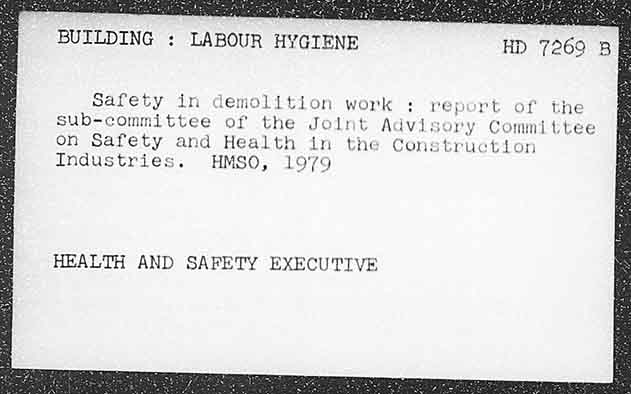 BUILDING : LABOUR HYGIENE HD 7269 B
Safety in demolition work : report of the
sub-committee of the Joint Advisory Committee
on Safety and Health in the Construction
Industries. HMSO, 1979
HEALTH AND SAFETY EXECUTIVE